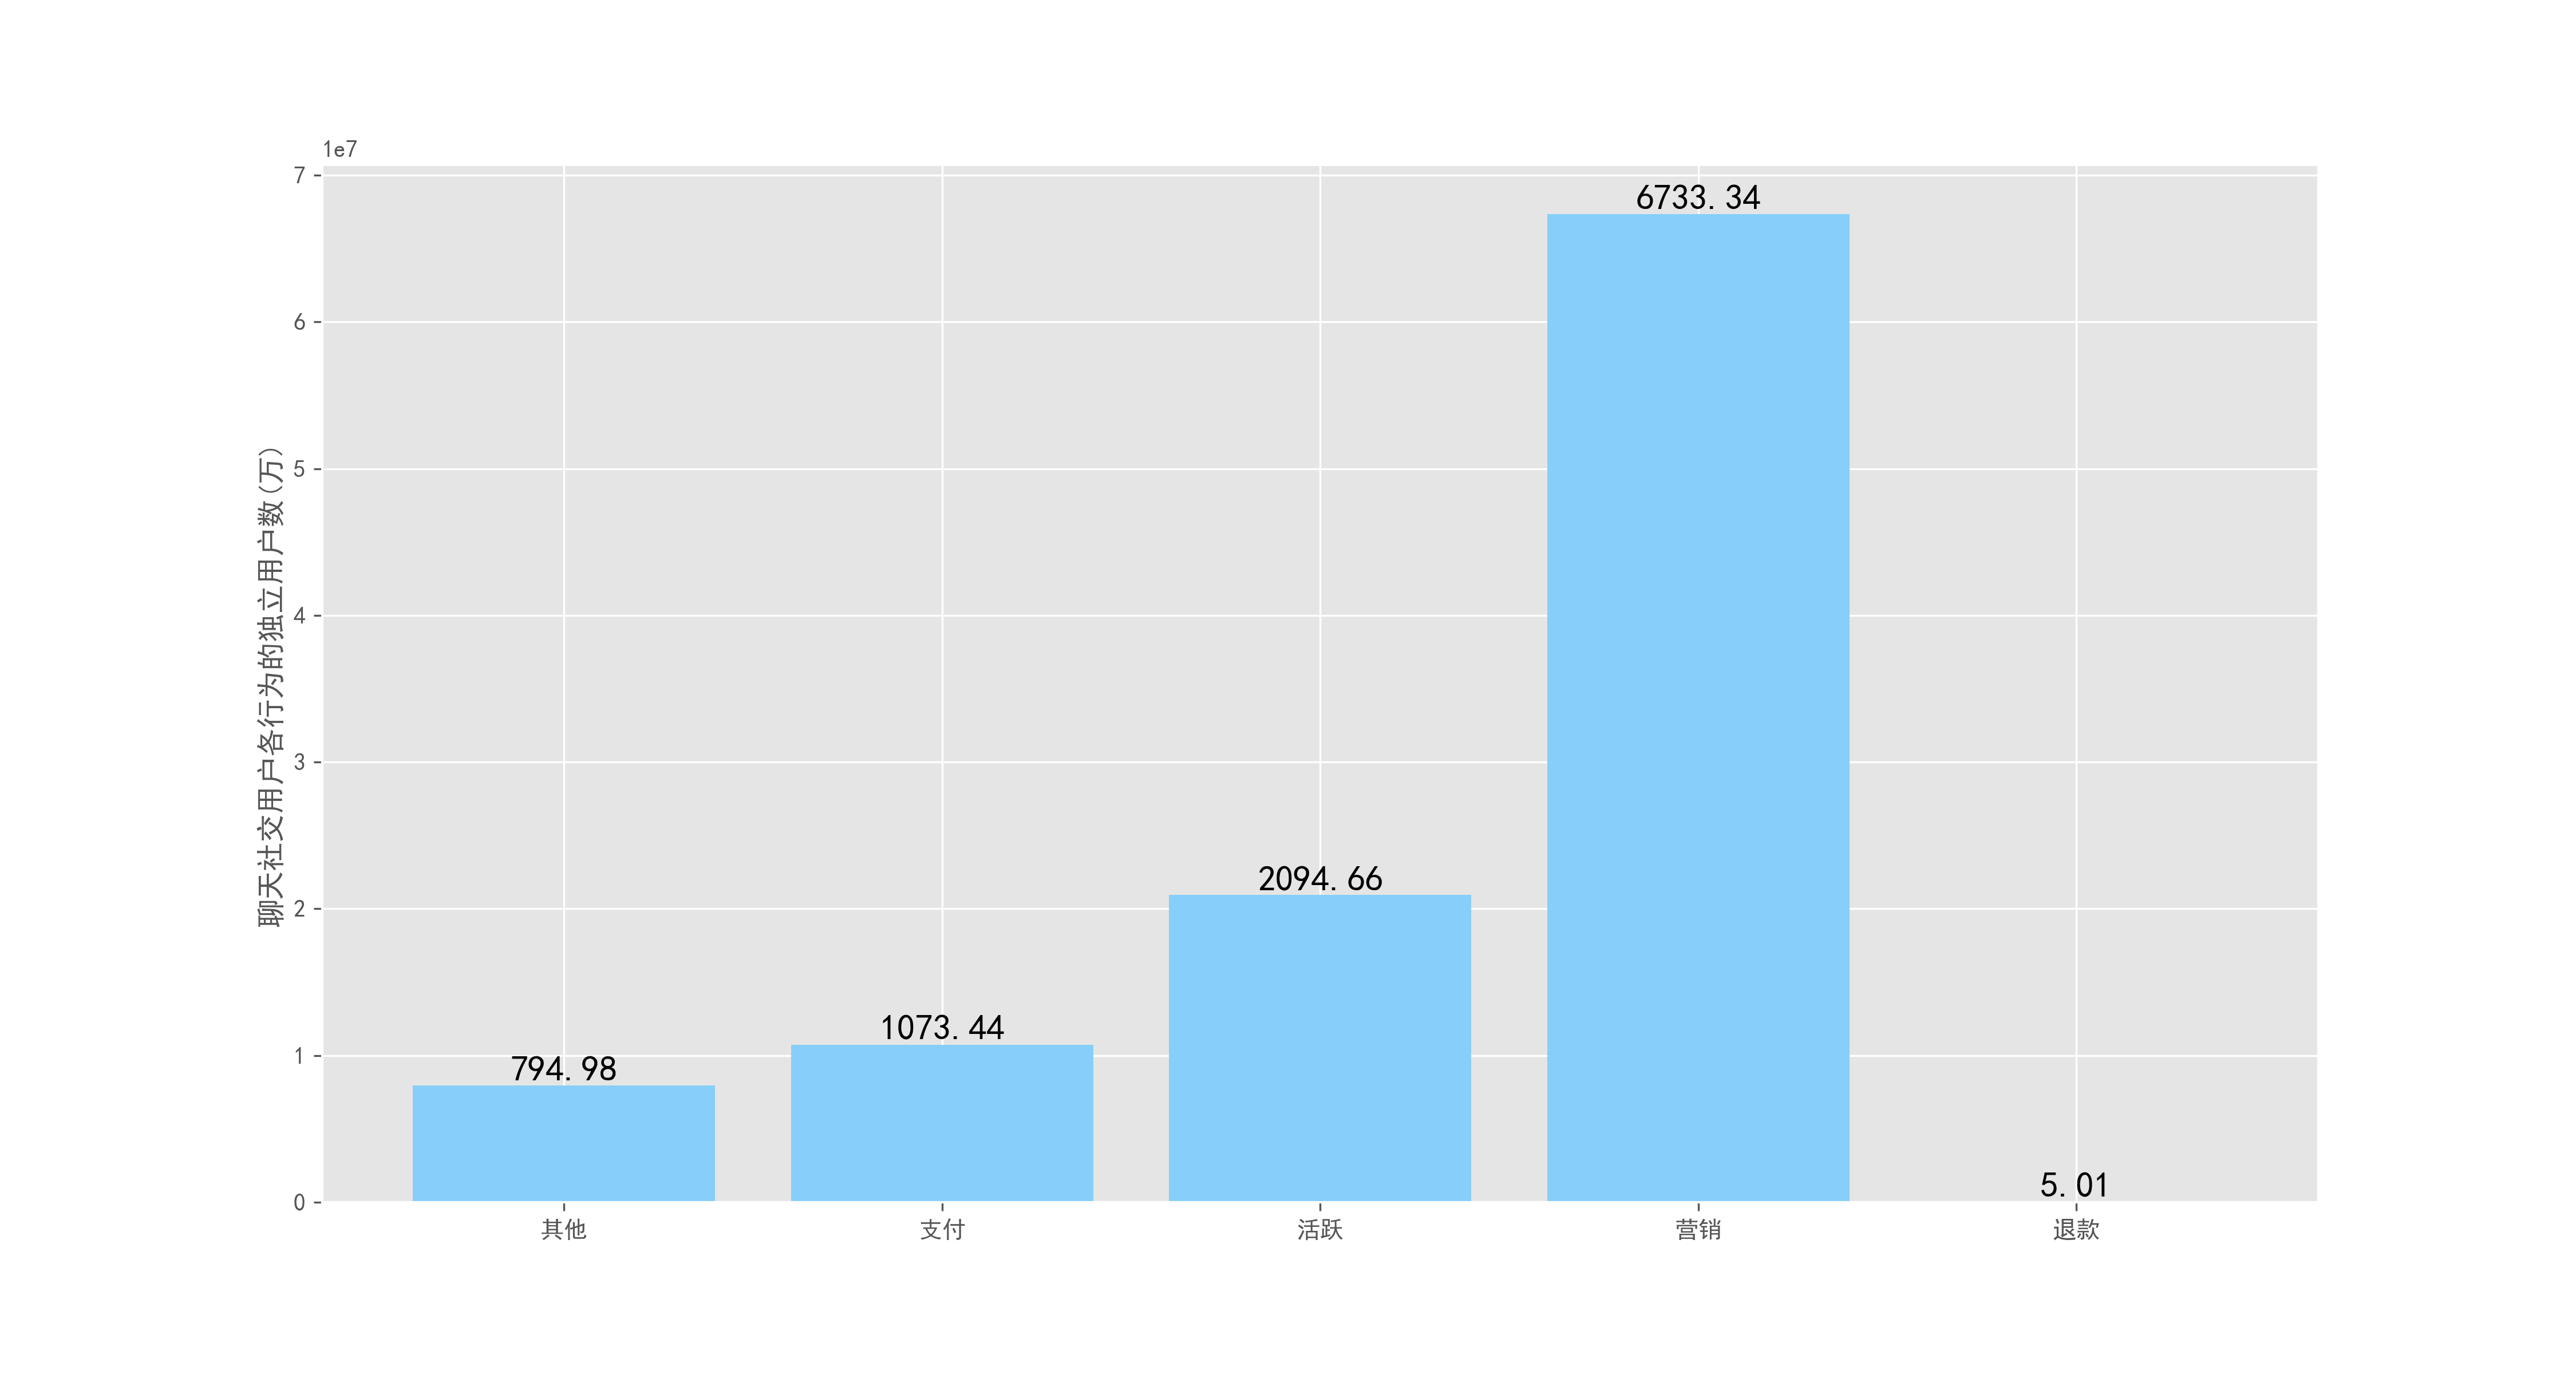 1e7
7
6
5
4
3
2
1
0
聊天社交用户各行为的独立用户数(万)
794.98
1073.44
2094.66
6733.34
5.01
其他
支付
活跃
营销
退款